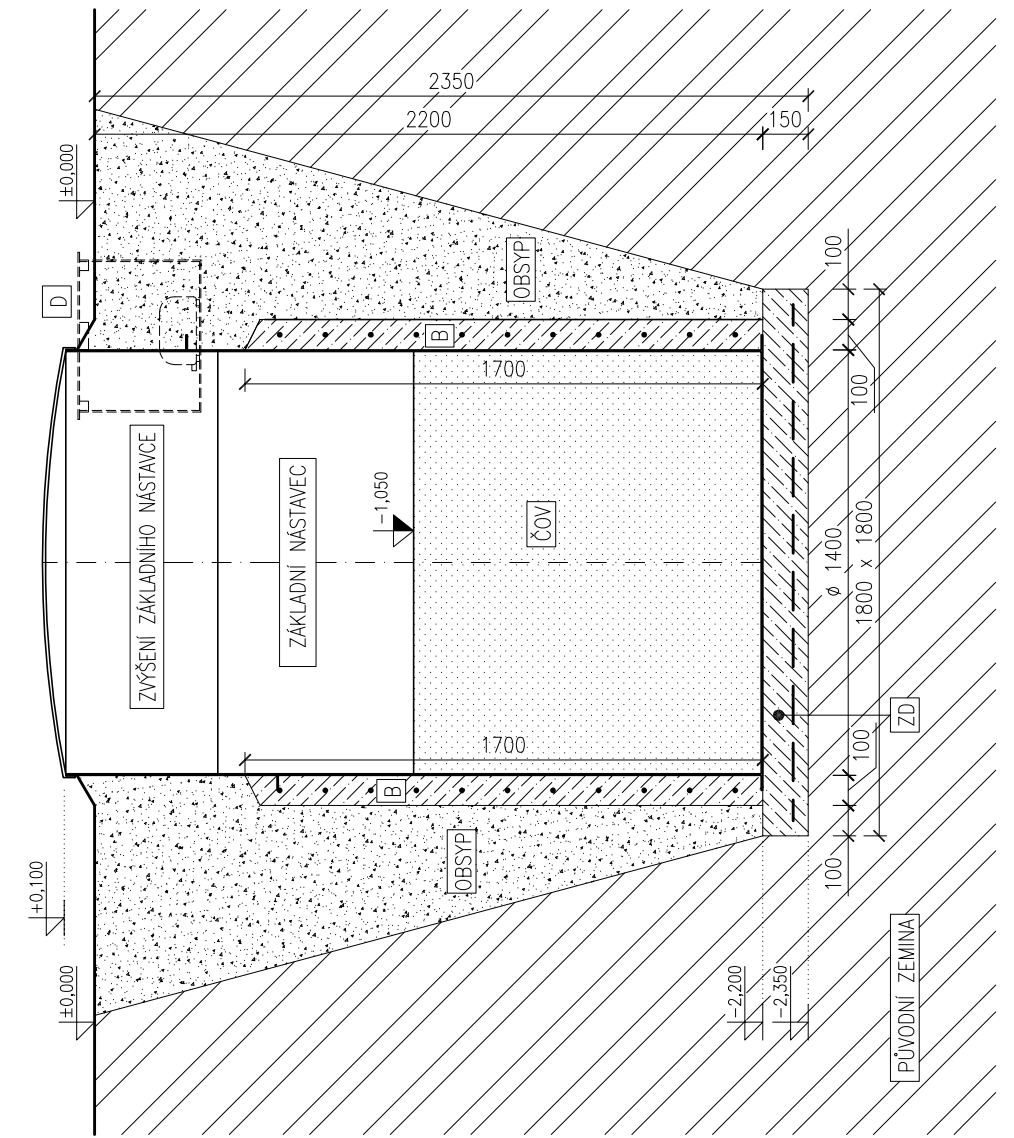 2350
2200
150
±0,000
D
OBSYP
100
B
1700
100
ZVÝŠENÍ ZÁKLADNÍHO NÁSTAVCE
ZÁKLADNÍ NÁSTAVEC
-1,050
ČOV
ø 1400
1800 x 1800
1700
ZD
100
B
OBSYP
100
+0,100
±0,000
-2,200
-2,350
PŮVODNÍ ZEMINA